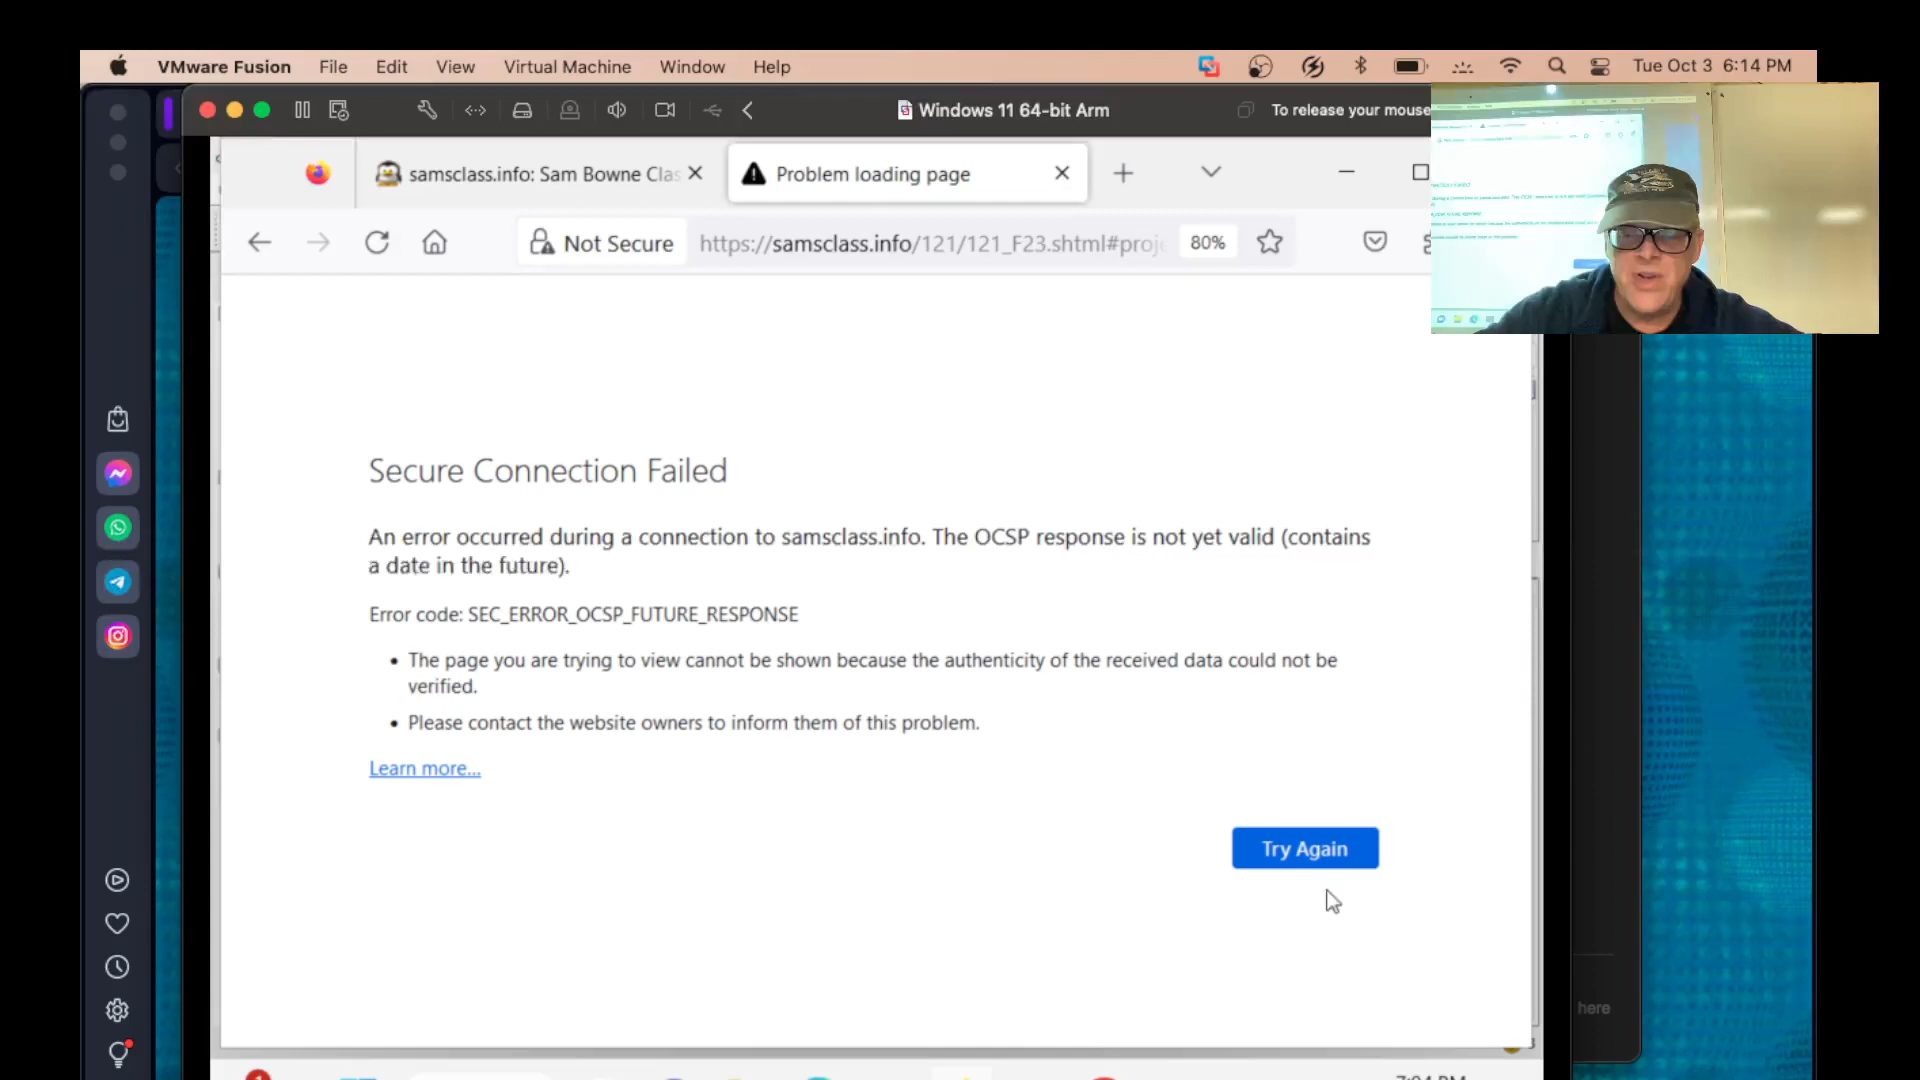 VMware Fusion File Edit View Virtual Machine Window Help Tue Oct 3 6:14 PM
Windows 11 64-bit Arm To release your mouse
samsclass.info: Sam Bowne Clas Problem loading page
Not Secure https://samsclass.info/121/121_F23.shtml#proj 80%
Secure Connection Failed
An error occurred during a connection to samsclass.info. The OCSP response is not yet valid (contains
a date in the future).
Error code: SEC_ERROR_OCSP_FUTURE_RESPONSE
• The page you are trying to view cannot be shown because the authenticity of the received data could not be
verified.
• Please contact the website owners to inform them of this problem.
Learn more...
Try Again
here